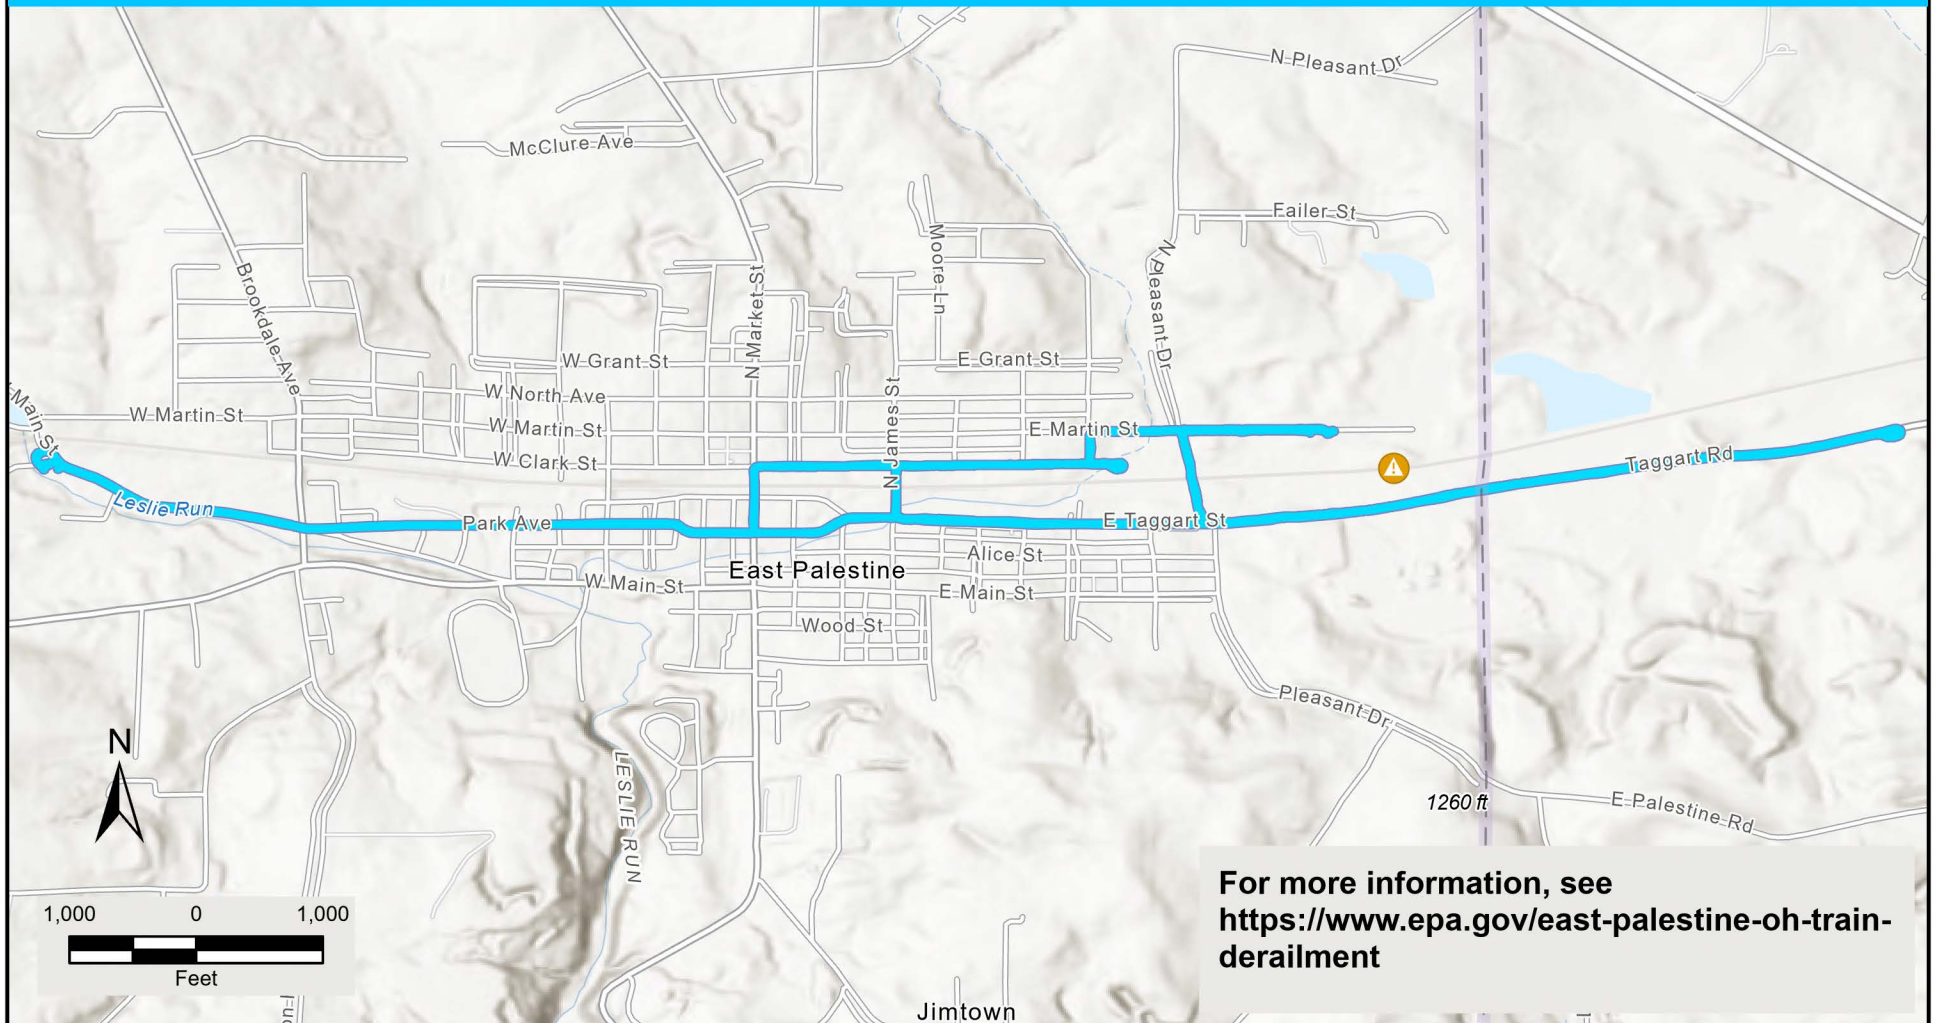 N Pleasant Dr
McClure Ave
Failer St
N Pleasant Dr
Moore Ln
Brookdale Ave
N Market St
W Grant St
E Grant St
W North Ave
N James St
Main St
W Martin St
W Martin St
E Martin St
W Clark St
Taggart Rd
Leslie Run
Park Ave
E Taggart St
Alice St
East Palestine
W Main St
E Main St
Wood St
Pleasant Dr
N
LESLIE RUN
1260 ft
E Palestine Rd
1,000 0 1,000
Feet
For more information, see
https://www.epa.gov/east-palestine-oh-train-
derailment
Jimtown